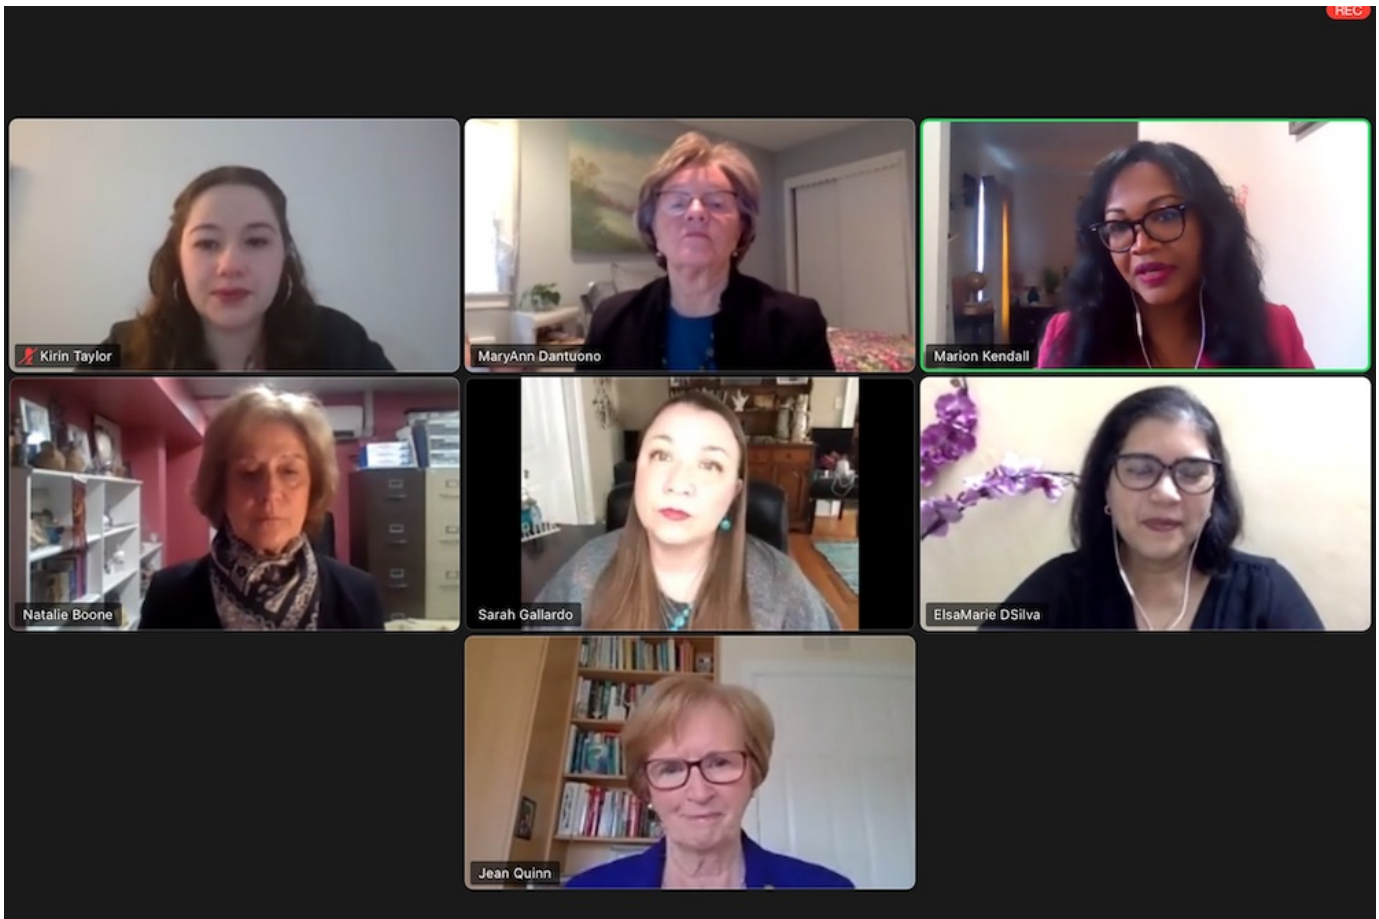 REC
Kirin Taylor
MaryAnn Dantuono
Marion Kendall
Natalie Boone
Sarah Gallardo
ElsaMarie DSilva
Jean Quinn